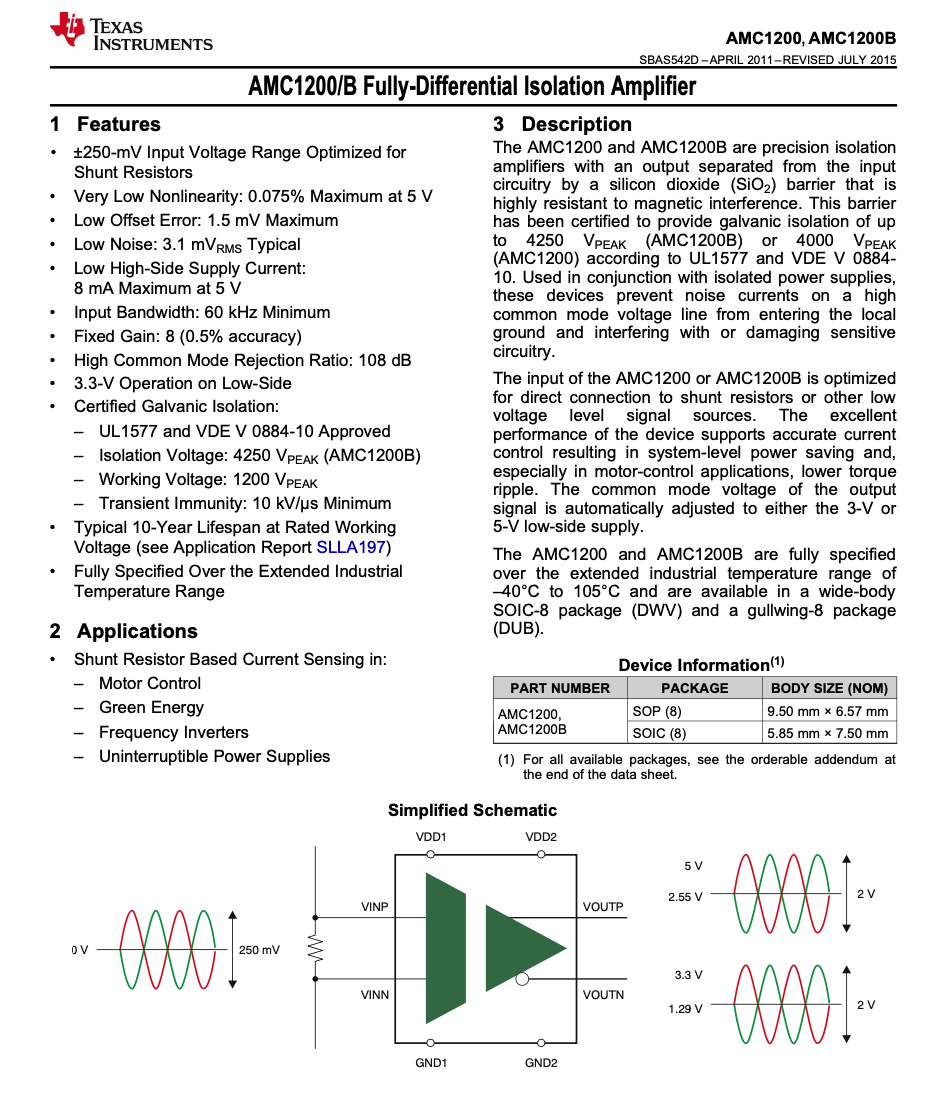 TEXAS
INSTRUMENTS
AMC1200, AMC1200B
SBAS542D –APRIL 2011–REVISED JULY 2015
AMC1200/B Fully-Differential Isolation Amplifier
1 Features
• ±250-mV Input Voltage Range Optimized for
Shunt Resistors
• Very Low Nonlinearity: 0.075% Maximum at 5 V
• Low Offset Error: 1.5 mV Maximum
• Low Noise: 3.1 mVRMS Typical
• Low High-Side Supply Current:
8 mA Maximum at 5 V
• Input Bandwidth: 60 kHz Minimum
• Fixed Gain: 8 (0.5% accuracy)
• High Common Mode Rejection Ratio: 108 dB
• 3.3-V Operation on Low-Side
• Certified Galvanic Isolation:
– UL1577 and VDE V 0884-10 Approved
– Isolation Voltage: 4250 VPEAK (AMC1200B)
– Working Voltage: 1200 VPEAK
– Transient Immunity: 10 kV/µs Minimum
• Typical 10-Year Lifespan at Rated Working
Voltage (see Application Report SLLA197)
• Fully Specified Over the Extended Industrial
Temperature Range
2 Applications
• Shunt Resistor Based Current Sensing in:
– Motor Control
– Green Energy
– Frequency Inverters
– Uninterruptible Power Supplies
3 Description
The AMC1200 and AMC1200B are precision isolation
amplifiers with an output separated from the input
circuitry by a silicon dioxide (SiO2) barrier that is
highly resistant to magnetic interference. This barrier
has been certified to provide galvanic isolation of up
to 4250 VPEAK (AMC1200B) or 4000 VPEAK
(AMC1200) according to UL1577 and VDE V 0884-
10. Used in conjunction with isolated power supplies,
these devices prevent noise currents on a high
common mode voltage line from entering the local
ground and interfering with or damaging sensitive
circuitry.
The input of the AMC1200 or AMC1200B is optimized
for direct connection to shunt resistors or other low
voltage level signal sources. The excellent
performance of the device supports accurate current
control resulting in system-level power saving and,
especially in motor-control applications, lower torque
ripple. The common mode voltage of the output
signal is automatically adjusted to either the 3-V or
5-V low-side supply.
The AMC1200 and AMC1200B are fully specified
over the extended industrial temperature range of
–40°C to 105°C and are available in a wide-body
SOIC-8 package (DWV) and a gullwing-8 package
(DUB).
Device Information(1)
PART NUMBER PACKAGE BODY SIZE (NOM)
AMC1200,
AMC1200B
SOP (8) 9.50 mm × 6.57 mm
SOIC (8) 5.85 mm × 7.50 mm
(1) For all available packages, see the orderable addendum at
the end of the data sheet.
Simplified Schematic
VDD1 VDD2
VINP VOUTP
VINN VOUTN
GND1 GND2
0 V 250 mV
5 V
2.55 V 2 V
3.3 V
1.29 V 2 V